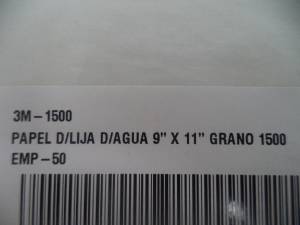 3M-1500
PAPEL D/LIJA D/AGUA 9" X 11" GRANO 1500
EMP-50